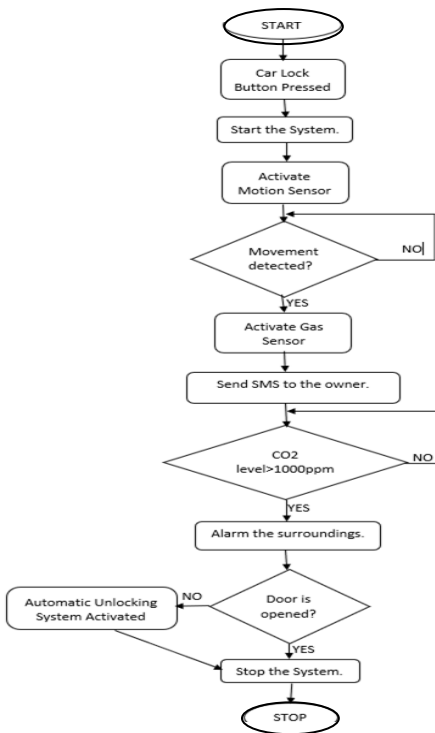 START
Car Lock
Button Pressed
Start the System.
Activate
Motion Sensor
Movement
detected?
NO
YES
Activate Gas
Sensor
Send SMS to the owner.
CO2
level>1000ppm
NO
YES
Alarm the surroundings.
Door is
opened?
NO
Automatic Unlocking
System Activated
YES
Stop the System.
STOP